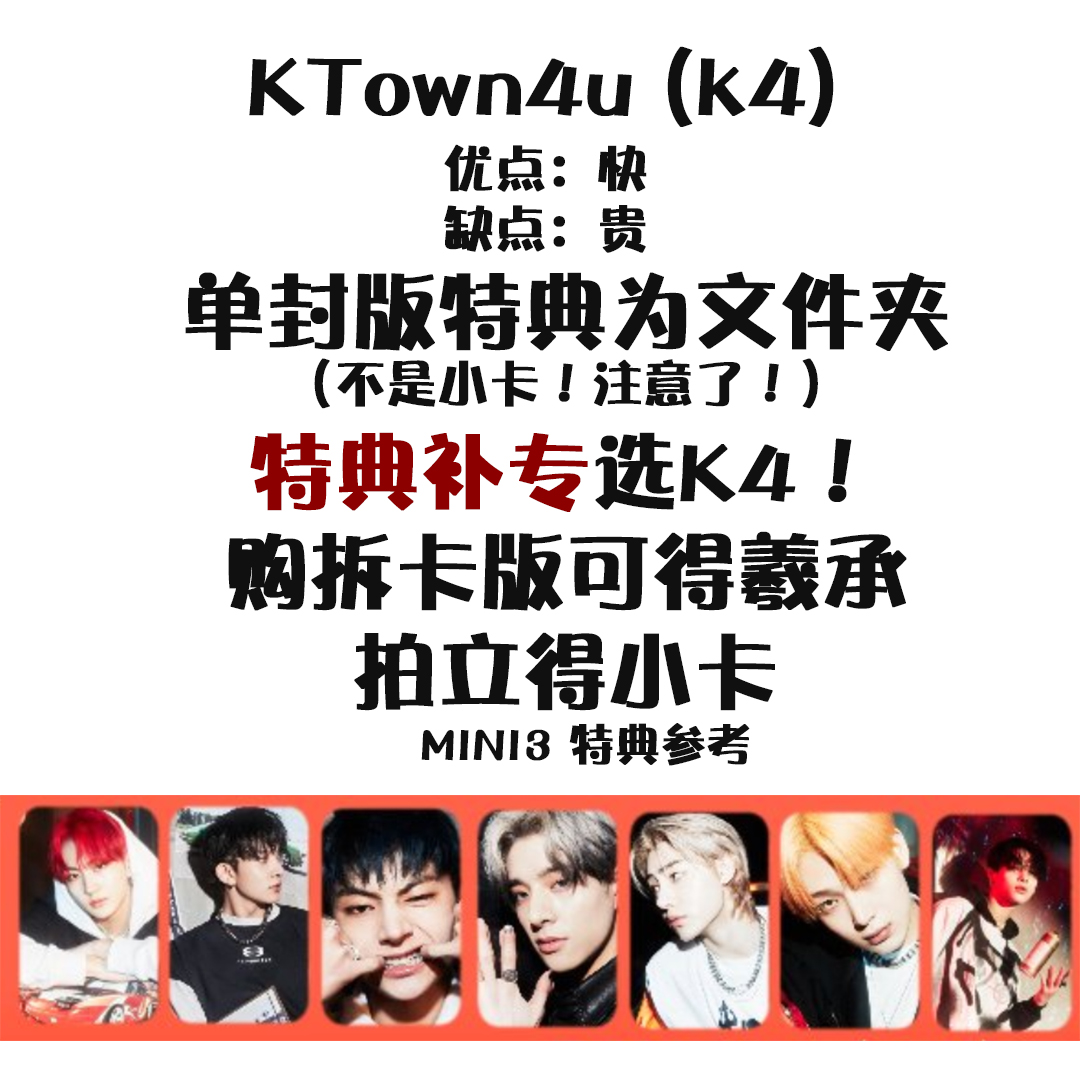 KTown4u (k4)
优点：快
缺点：贵
单封版特典为文件夹
（不是小卡！注意了！）
特典补专选K4！
购拆卡版可得羲承
拍立得小卡
MINI3 特典参考